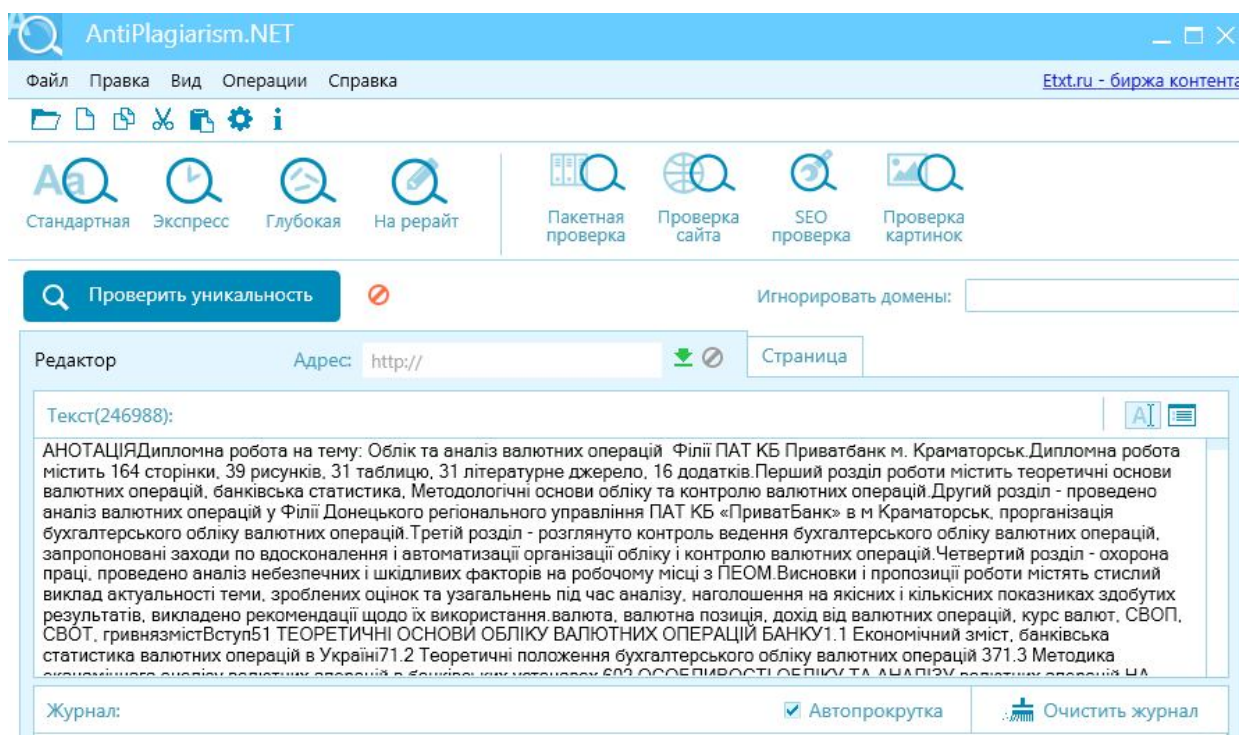 AntiPlagiarism.NET
Файл Правка Вид Операции Справка Etxt.ru - биржа контента
Aa
Стандартная Экспресс Глубокая На рерайт Пакетная проверка Проверка сайта SEO проверка Проверка картинок
Проверить уникальность Игнорировать домены:
Редактор Адрес: http:// Страница
Текст(246988):
АНОТАЦІЯДипломна робота на тему: Облік та аналіз валютних операцій Філії ПАТ КБ Приватбанк м. Краматорськ.Дипломна робота
містить 164 сторінки, 39 рисунків, 31 таблицю, 31 літературне джерело, 16 додатків.Перший розділ роботи містить теоретичні основи
валютних операцій, банківська статистика, Методологічні основи обліку та контролю валютних операцій.Другий розділ - проведено
аналіз валютних операцій у Філії Донецького регіонального управління ПАТ КБ «ПриватБанк» в м Краматорськ, прорганізація
бухгалтерського обліку валютних операцій.Третій розділ - розглянуто контроль ведення бухгалтерського обліку валютних операцій,
запропоновані заходи по вдосконалення і автоматизації організації обліку і контролю валютних операцій.Четвертий розділ - охорона
праці, проведено аналіз небезпечних і шкідливих факторів на робочому місці з ПЕОМ.Висновки і пропозиції роботи містять стислий
виклад актуальності теми, зроблених оцінок та узагальнень під час аналізу, наголошення на якісних і кількісних показниках здобутих
результатів, викладено рекомендації щодо їх використання.валюта, валютна позиція, дохід від валютних операцій, курс валют, СВОП,
СВОТ, гривнязмістВступ51 ТЕОРЕТИЧНІ ОСНОВИ ОБЛІКУ ВАЛЮТНИХ ОПЕРАЦІЙ БАНКУ1.1 Економічний зміст, банківська
статистика валютних операцій в Україні71.2 Теоретичні положення бухгалтерського обліку валютних операцій 371.3 Методика
Журнал: Автопрокрутка Очистить журнал